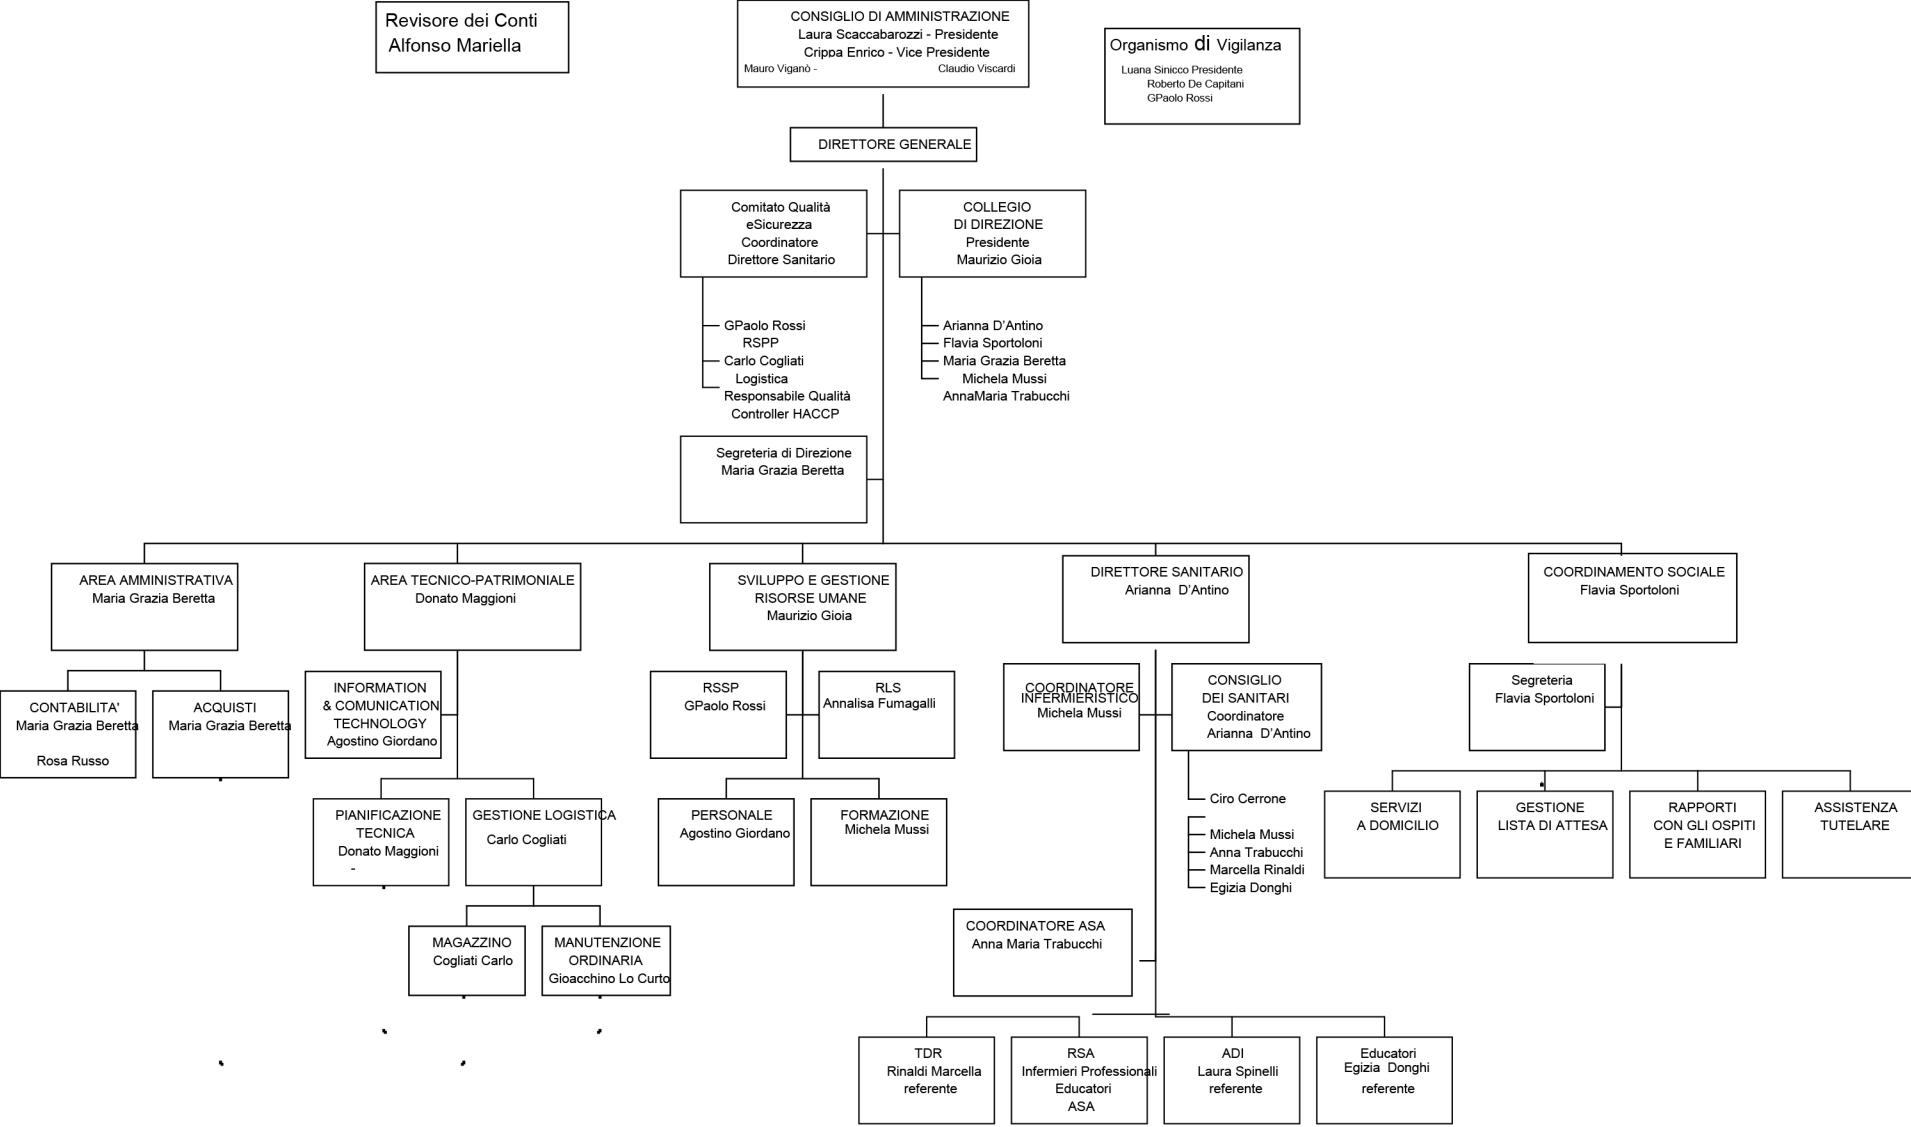 Revisore dei Conti
Alfonso Mariella
CONSIGLIO DI AMMINISTRAZIONE
Laura Scaccabarozzi - Presidente
Crippa Enrico - Vice Presidente
Mauro Viganò - Claudio Viscardi
Organismo di Vigilanza
Luana Sinicco Presidente
Roberto De Capitani
GPaolo Rossi
DIRETTORE GENERALE
Comitato Qualità
eSicurezza
Coordinatore
Direttore Sanitario
COLLEGIO
DI DIREZIONE
Presidente
Maurizio Gioia
GPaolo Rossi
RSPP
Carlo Cogliati
Logistica
Responsabile Qualità
Controller HACCP
Arianna D'Antino
Flavia Sportoloni
Maria Grazia Beretta
Michela Mussi
AnnaMaria Trabucchi
Segreteria di Direzione
Maria Grazia Beretta
AREA AMMINISTRATIVA
Maria Grazia Beretta
AREA TECNICO-PATRIMONIALE
Donato Maggioni
SVILUPPO E GESTIONE
RISORSE UMANE
Maurizio Gioia
DIRETTORE SANITARIO
Arianna D'Antino
COORDINAMENTO SOCIALE
Flavia Sportoloni
CONTABILITA'
Maria Grazia Beretta
Rosa Russo
ACQUISTI
Maria Grazia Beretta
INFORMATION
& COMUNICATION
TECHNOLOGY
Agostino Giordano
RSSP
GPaolo Rossi
RLS
Annalisa Fumagalli
COORDINATORE
INFERMIERISTICO
Michela Mussi
CONSIGLIO
DEI SANITARI
Coordinatore
Arianna D'Antino
Segreteria
Flavia Sportoloni
PIANIFICAZIONE
TECNICA
Donato Maggioni
-
GESTIONE LOGISTICA
Carlo Cogliati
PERSONALE
Agostino Giordano
FORMAZIONE
Michela Mussi
Ciro Cerrone
Michela Mussi
Anna Trabucchi
Marcella Rinaldi
Egizia Donghi
SERVIZI
A DOMICILIO
GESTIONE
LISTA DI ATTESA
RAPPORTI
CON GLI OSPITI
E FAMILIARI
ASSISTENZA
TUTELARE
MAGAZZINO
Cogliati Carlo
MANUTENZIONE
ORDINARIA
Gioacchino Lo Curto
COORDINATORE ASA
Anna Maria Trabucchi
TDR
Rinaldi Marcella
referente
RSA
Infermieri Professionali
Educatori
ASA
ADI
Laura Spinelli
referente
Educatori
Egizia Donghi
referente